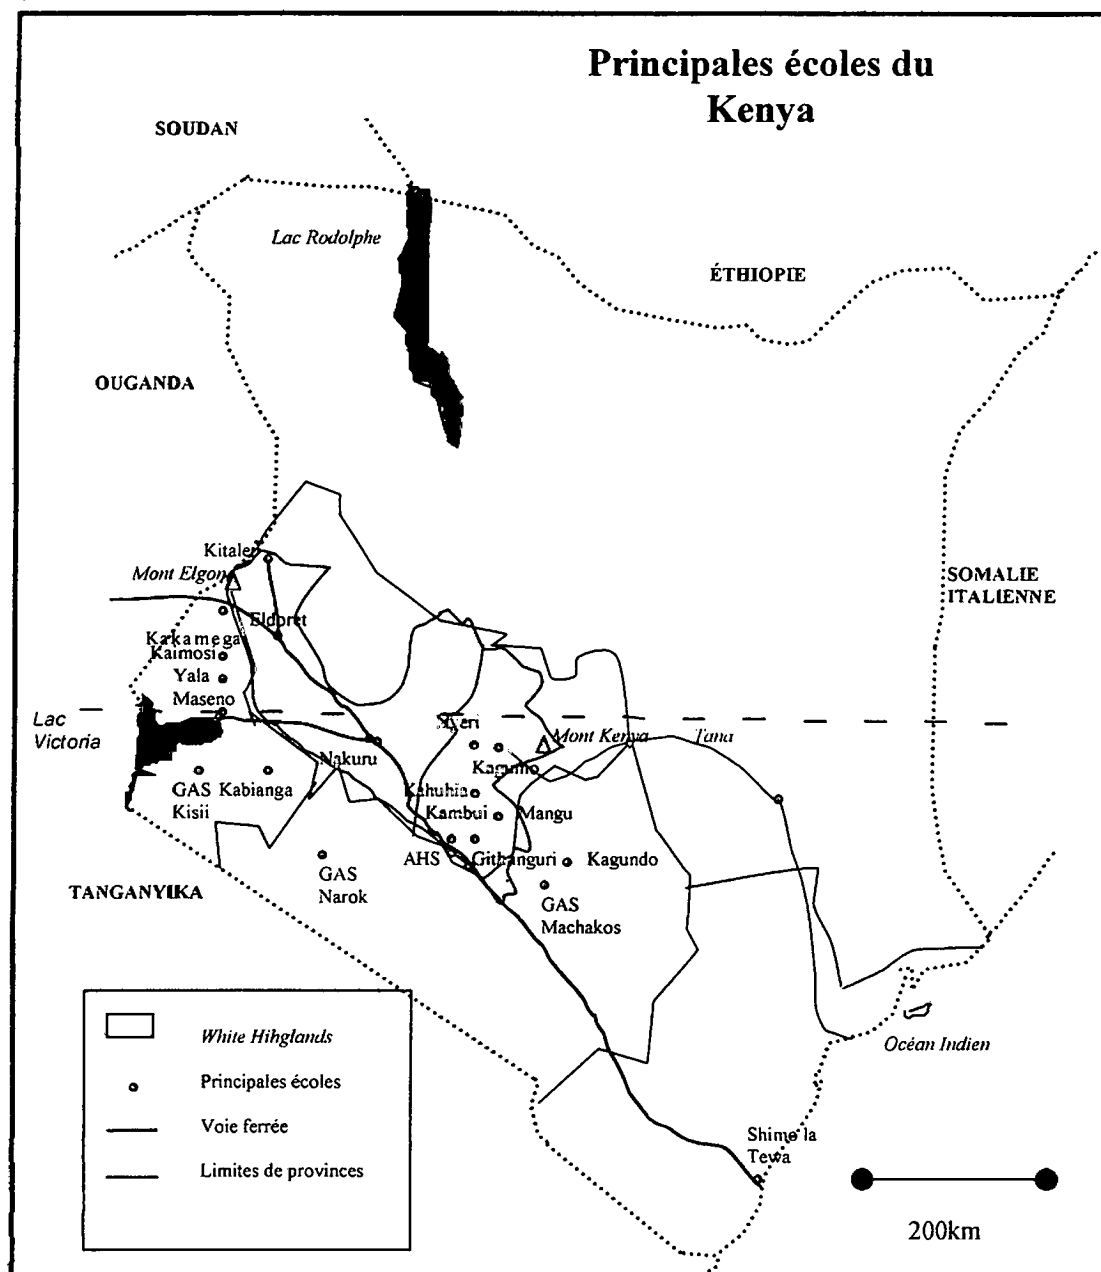 Principales écoles du
Kenya
SOUDAN
Lac Rodolphe
ÉTHIOPIE
OUGANDA
Kitaler
Mont Elgon
SOMALIE
ITALIENNE
Eldoret
Kakamega
Kaimosi
Yala
Maseno
Lac
Victoria
Nyeri
Mont Kenya
Tana
Nakuru
Kagumo
GAS
Kisii
Kabianga
Kahuhia
Kambui
Mangu
AHS
Githunguri
Kagundo
GAS
Narok
TANGANYIKA
GAS
Machakos
White Hihglands
Principales écoles
Voie ferrée
Limites de provinces
Océan Indien
Shimo la
Tewa
200km